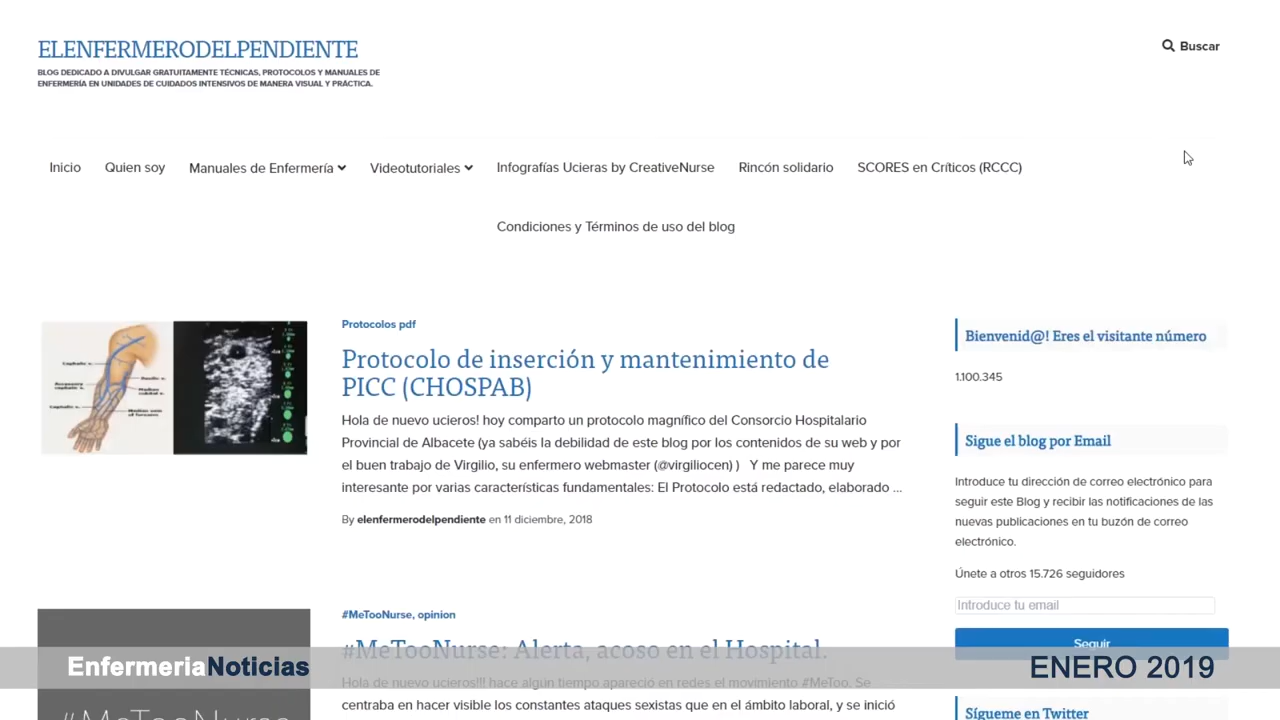 ELENFERMERODELPENDIENTE
BLOG DEDICADO A DIVULGAR GRATUITAMENTE TÉCNICAS, PROTOCOLOS Y MANUALES DE
ENFERMERÍA EN UNIDADES DE CUIDADOS INTENSIVOS DE MANERA VISUAL Y PRÁCTICA.
Buscar
Inicio Quien soy Manuales de Enfermería Videotutoriales Infografías Ucieras by CreativeNurse Rincón solidario SCORES en Críticos (RCCC)
Condiciones y Términos de uso del blog
Protocolos pdf
Protocolo de inserción y mantenimiento de
PICC (CHOSPAB)
Hola de nuevo ucieros! hoy comparto un protocolo magnífico del Consorcio Hospitalario
Provincial de Albacete (ya sabéis la debilidad de este blog por los contenidos de su web y por
el buen trabajo de Virgilio, su enfermero webmaster (@virgiliocen) ) Y me parece muy
interesante por varias características fundamentales: El Protocolo está redactado, elaborado ...
By elenfermerodelpendiente en 11 diciembre, 2018
#MeTooNurse, opinion
#MeTooNurse: Alerta, acoso en el Hospital.
Hola de nuevo ucieros!!! hace algún tiempo apareció en redes el movimiento #MeToo. Se
centraba en hacer visible los constantes ataques sexistas que en el ámbito laboral, y se inició
#MeTooNurse
Bienvenid@! Eres el visitante número
1.100.345
Sigue el blog por Email
Introduce tu dirección de correo electrónico para
seguir este Blog y recibir las notificaciones de las
nuevas publicaciones en tu buzón de correo
electrónico.
Únete a otros 15.726 seguidores
Introduce tu email
Seguir
Sígueme en Twitter
EnfermeriaNoticias
ENERO 2019